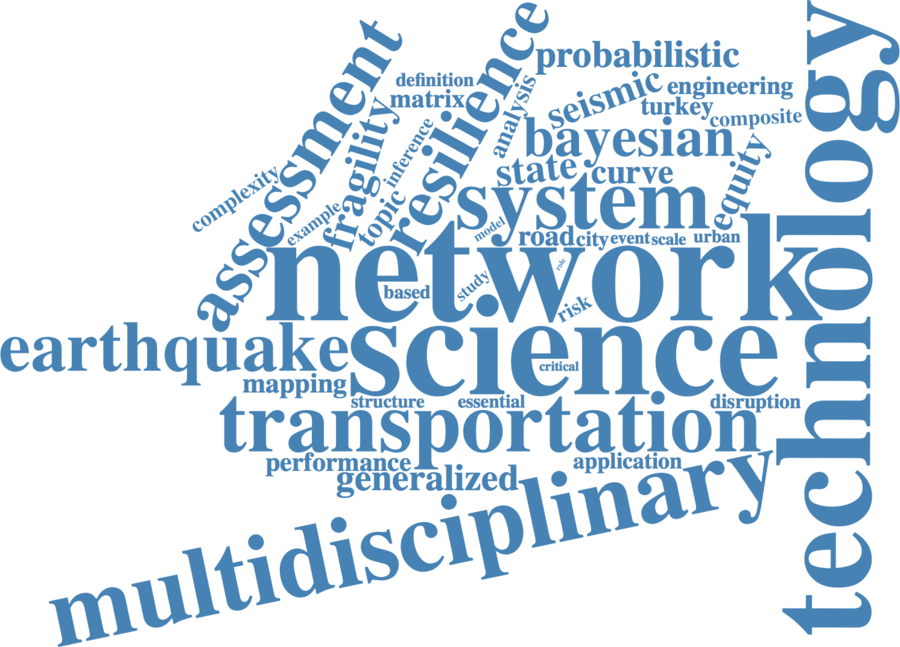 technology
assessment
resilience
probabilistic
definition
matrix
fragility
inference
analysis
seismic
engineering
turkey
composite
bayesian
equity
complexity
example
topic
state
curve
system
model
road
city
event
scale
urban
network
based
study
role
risk
earthquake
science
critical
mapping
structure
essential
disruption
transportation
performance
application
generalized
multidisciplinary